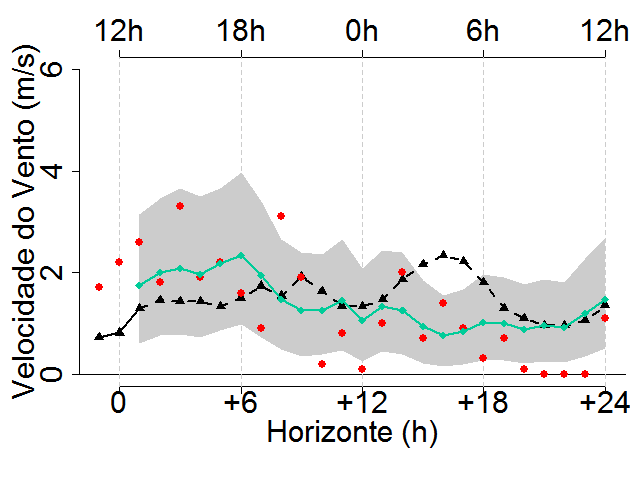 12h 18h 0h 6h 12h
Velocidade do Vento (m/s)
6
4
2
0
0 +6 +12 +18 +24
Horizonte (h)